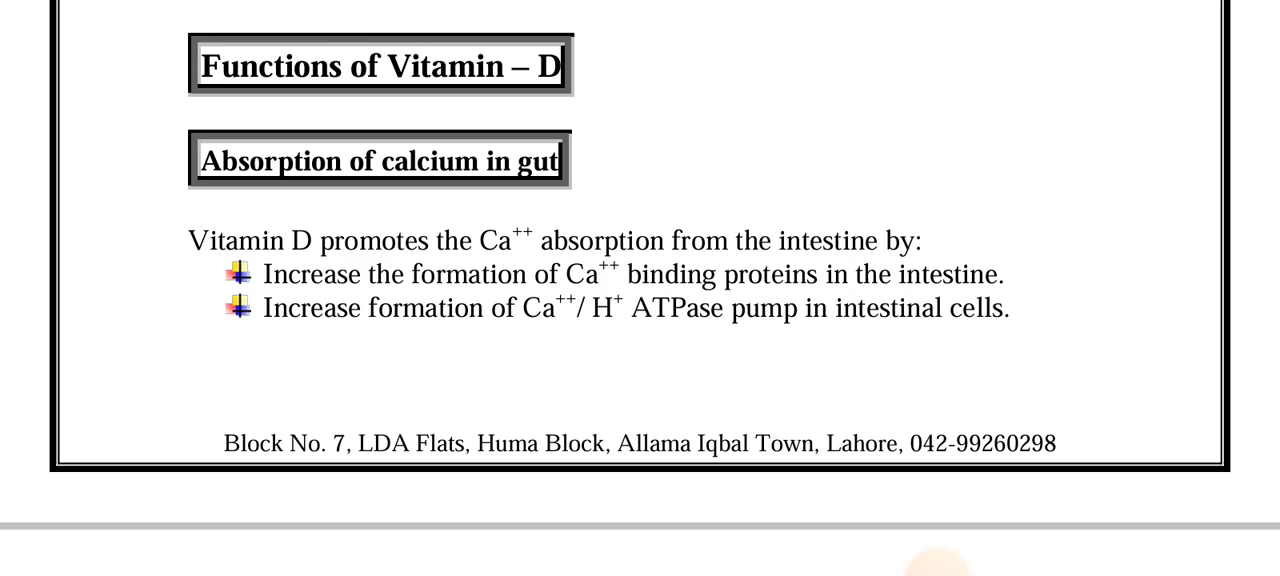 Functions of Vitamin – D
Absorption of calcium in gut
Vitamin D promotes the Ca⁺⁺ absorption from the intestine by:
Increase the formation of Ca⁺⁺ binding proteins in the intestine.
Increase formation of Ca⁺⁺/ H⁺ ATPase pump in intestinal cells.
Block No. 7, LDA Flats, Huma Block, Allama Iqbal Town, Lahore, 042-99260298